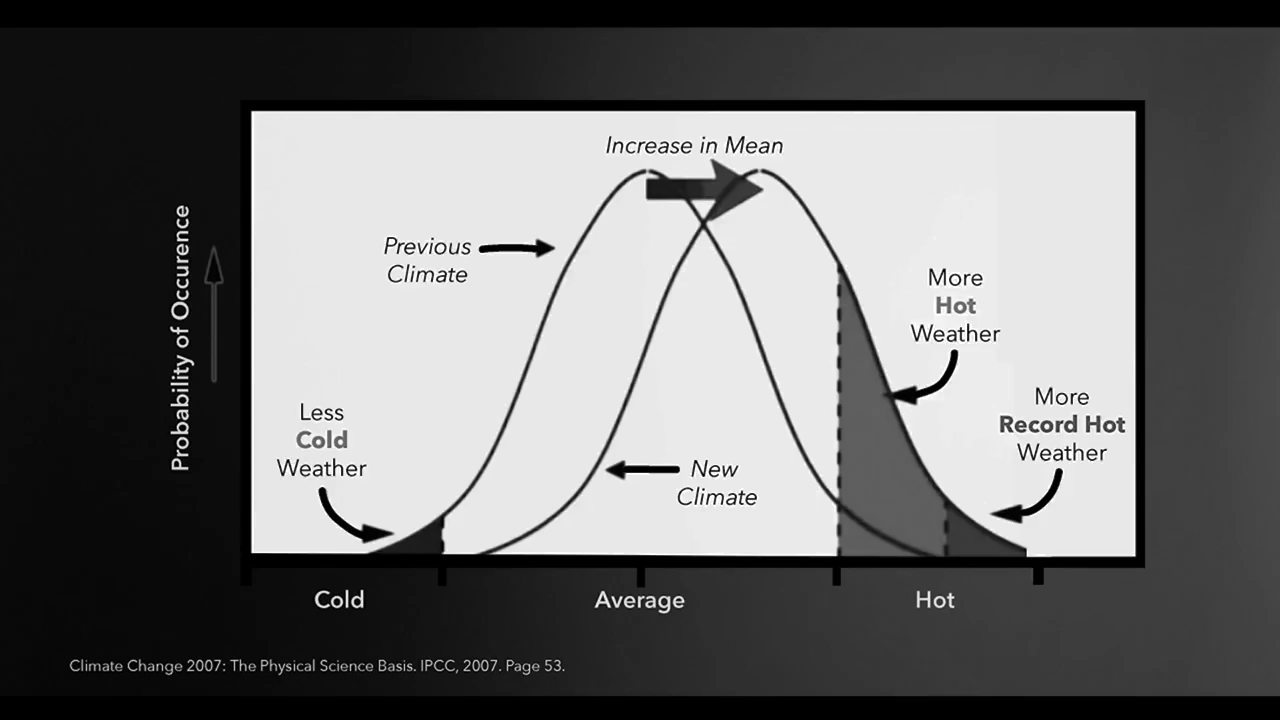 Increase in Mean
Previous
Climate
Probability of Occurence
More
Hot
Weather
Less
Cold
Weather
More
Record Hot
Weather
New
Climate
Cold
Average
Hot
Climate Change 2007: The Physical Science Basis. IPCC, 2007. Page 53.